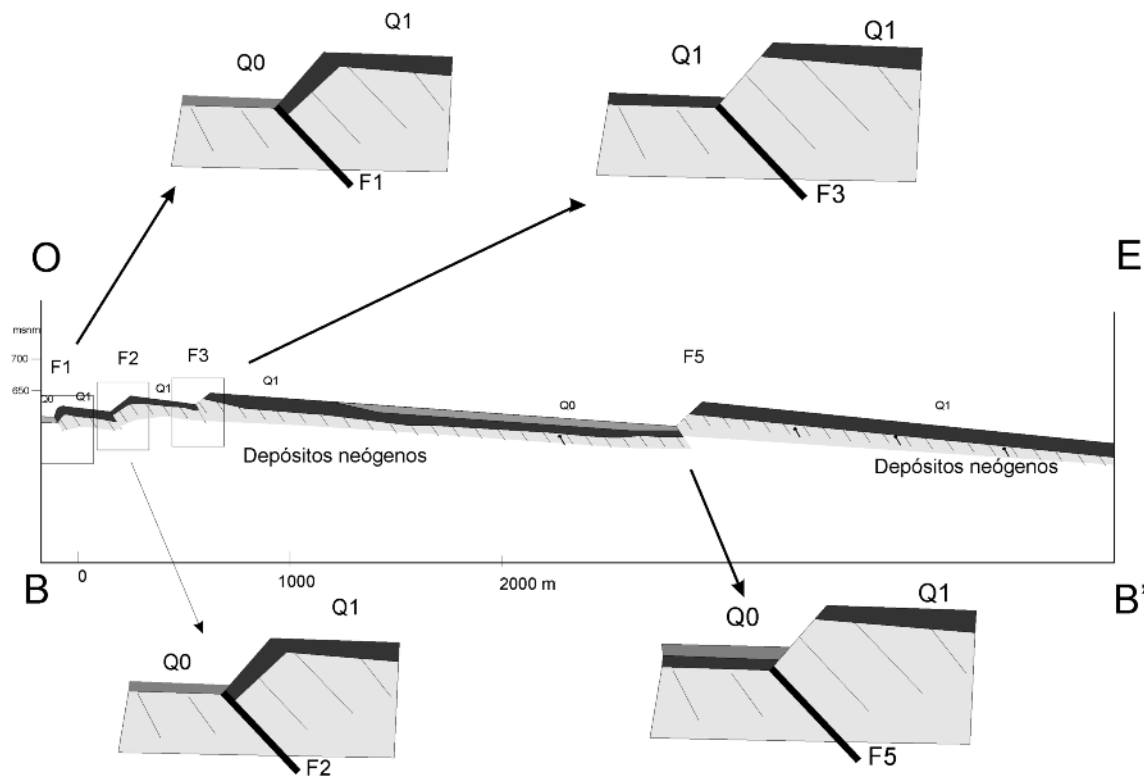 Q1
Q0
F1
Q1
Q1
F3
O
E
msnm
700
650
F1
F2
F3
F5
Q0
Q1
Q1
Q1
Q0
Q1
Depósitos neógenos
Depósitos neógenos
B
0
1000
2000 m
B'
Q1
Q0
F2
Q0
Q1
F5